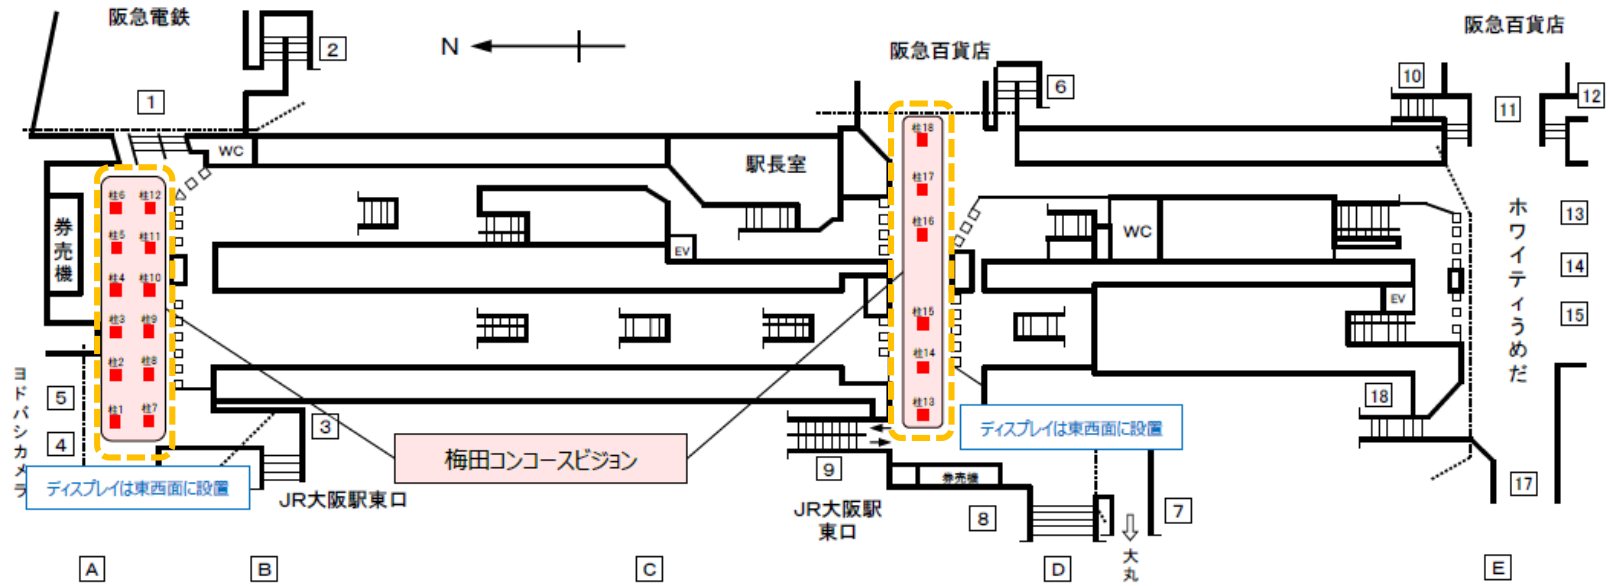 阪急電鉄
2
N
阪急百貨店
6
阪急百貨店
10
11
12
1
WC
駅長室
柱18
柱17
柱16
柱15
柱14
柱13
柱6
柱12
柱5
柱11
柱4
柱10
柱3
柱9
柱2
柱8
柱1
柱7
券売機
EV
WC
EV
ホワイティうめだ
13
14
15
ヨドバシカメラ
5
4
3
ディスプレイは東西面に設置
JR大阪駅東口
梅田コンコースビジョン
ディスプレイは東西面に設置
9
JR大阪駅
東口
券売機
8
7
大丸
18
17
A
B
C
D
E